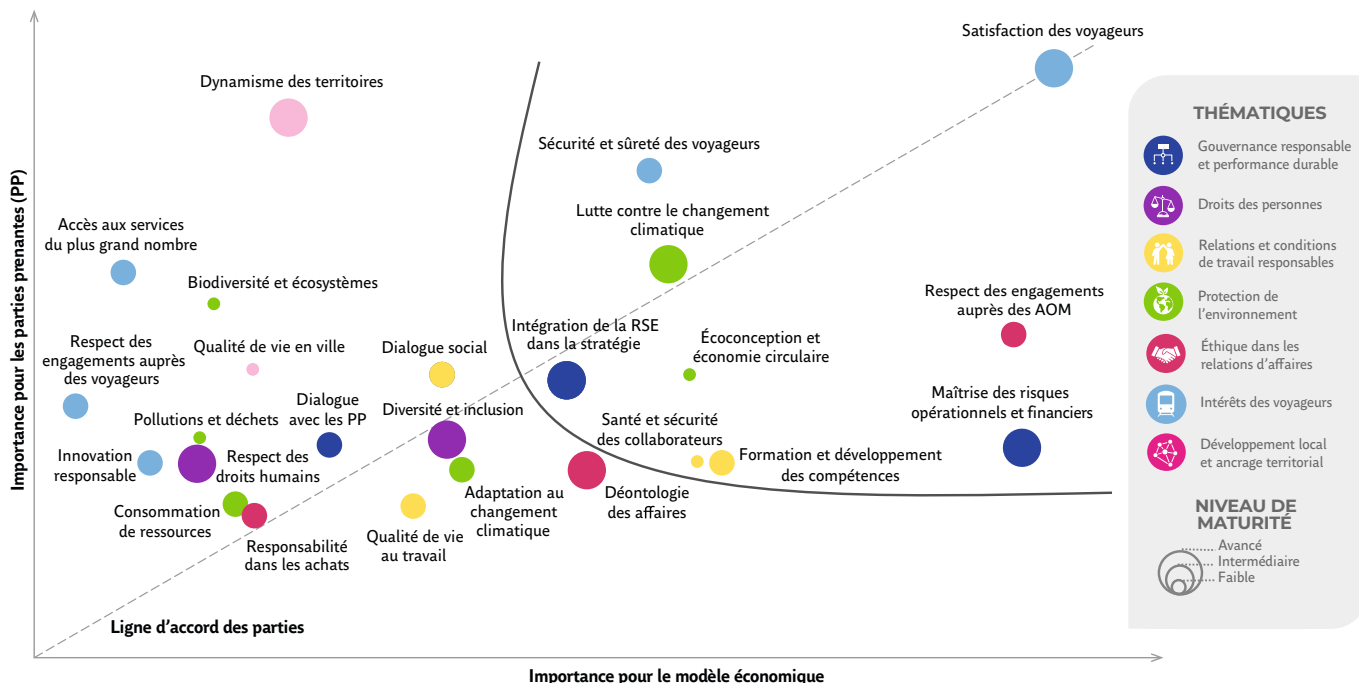 Satisfaction des voyageurs
Dynamisme des territoires
Sécurité et sûreté des voyageurs
Lutte contre le changement
climatique
Accès aux services
du plus grand nombre
Biodiversité et écosystèmes
Respect des engagements
auprès des AOM
Intégration de la RSE
dans la stratégie
Écoconception et
économie circulaire
Respect des
engagements auprès
des voyageurs
Qualité de vie en ville
Dialogue social
Maîtrise des risques
opérationnels et financiers
Dialogue
avec les PP
Diversité et inclusion
Pollutions et déchets
Santé et sécurité
des collaborateurs
Innovation
responsable
Respect des
droits humains
Formation et développement
des compétences
Adaptation au
changement
climatique
Déontologie
des affaires
Consommation
de ressources
Responsabilité
dans les achats
Qualité de vie
au travail
Ligne d'accord des parties
Importance pour les parties prenantes (PP)
Importance pour le modèle économique
THÉMATIQUES
Gouvernance responsable
et performance durable
Droits des personnes
Relations et conditions
de travail responsables
Protection de
l'environnement
Éthique dans les
relations d'affaires
Intérêts des voyageurs
Développement local
et ancrage territorial
NIVEAU DE
MATURITÉ
Avancé
Intermédiaire
Faible